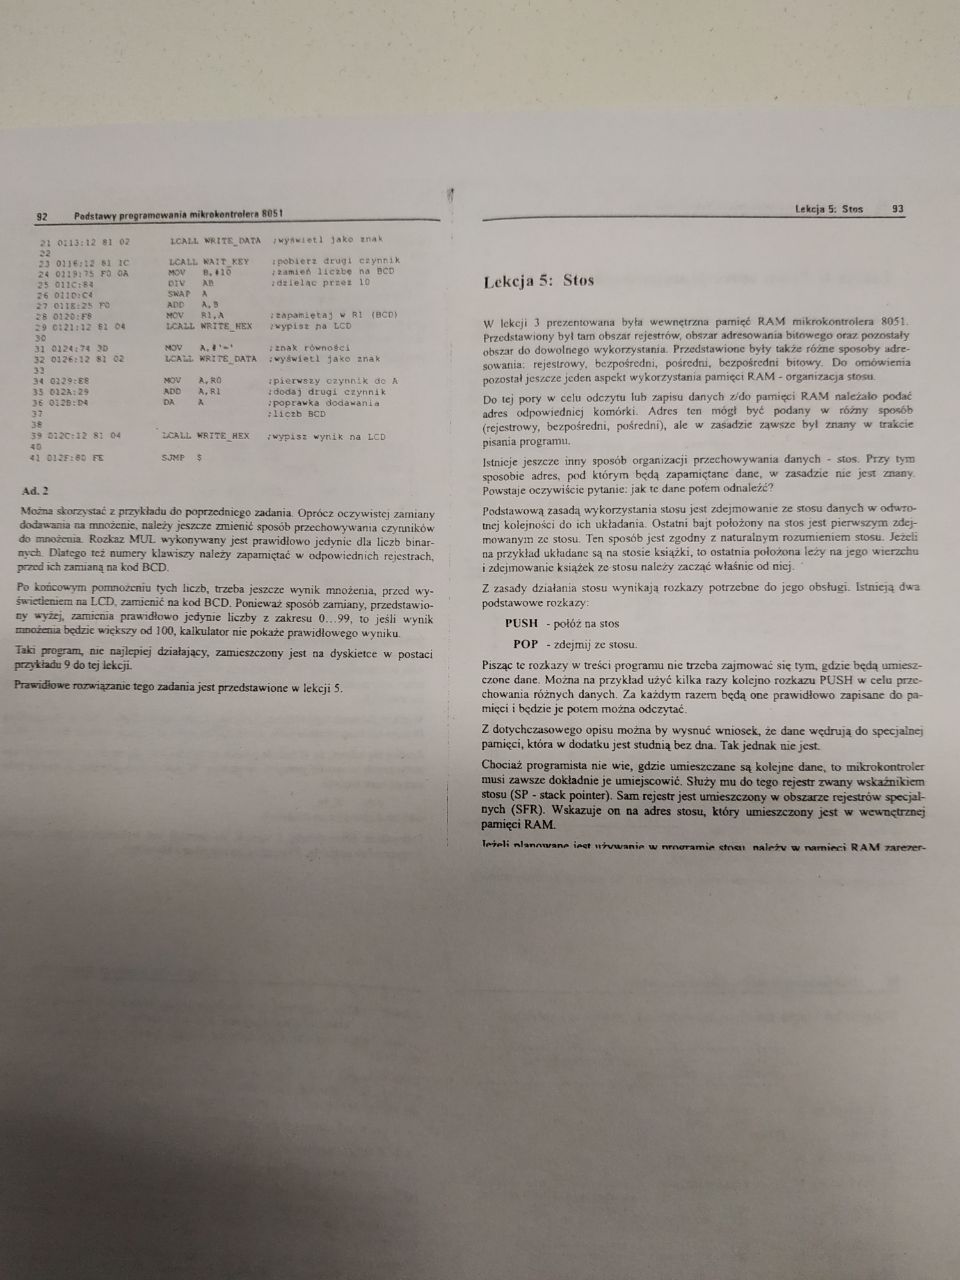 92 Podstawy programowania mikrokontrolera 8051
21 0113:12 81 02 LCALL WRITE_DATA ;wyświetl jako znak
22
23 0116:12 81 1C LCALL WAIT_KEY ;pobierz drugi czynnik
24 0119:75 F0 0A MOV B,#10 ;zamień liczbę na BCD
25 011C:84 DIV AB ;dzieląc przez 10
26 011D:C4 SWAP A
27 011E:25 F0 ADD A,B
28 0120:F9 MOV R1,A ;zapamiętaj w R1 (BCD)
29 0121:12 81 04 LCALL WRITE_HEX ;wypisz na LCD
30
31 0124:74 3D MOV A,#'=' ;znak równości
32 0126:12 81 02 LCALL WRITE_DATA ;wyświetl jako znak
33
34 0129:E8 MOV A,R0 ;pierwszy czynnik do A
35 012A:29 ADD A,R1 ;dodaj drugi czynnik
36 012B:D4 DA A ;poprawka dodawania
37 ;liczb BCD
38
39 012C:12 81 04 LCALL WRITE_HEX ;wypisz wynik na LCD
40
41 012F:80 FE SJMP $
Ad. 2
Można skorzystać z przykładu do poprzedniego zadania. Oprócz oczywistej zamiany
dodawania na mnożenie, należy jeszcze zmienić sposób przechowywania czynników
do mnożenia. Rozkaz MUL wykonywany jest prawidłowo jedynie dla liczb binar-
nych. Dlatego też numery klawiszy należy zapamiętać w odpowiednich rejestrach,
przed ich zamianą na kod BCD.
Po końcowym pomnożeniu tych liczb, trzeba jeszcze wynik mnożenia, przed wy-
świetleniem na LCD, zamienić na kod BCD. Ponieważ sposób zamiany, przedstawio-
ny wyżej, zamienia prawidłowo jedynie liczby z zakresu 0...99, to jeśli wynik
mnożenia będzie większy od 100, kalkulator nie pokaże prawidłowego wyniku.
Taki program, nie najlepiej działający, zamieszczony jest na dyskietce w postaci
przykładu 9 do tej lekcji.
Prawidłowe rozwiązanie tego zadania jest przedstawione w lekcji 5.
Lekcja 5: Stos 93
Lekcja 5: Stos
W lekcji 3 prezentowana była wewnętrzna pamięć RAM mikrokontrolera 8051.
Przedstawiony był tam obszar rejestrów, obszar adresowania bitowego oraz pozostały
obszar do dowolnego wykorzystania. Przedstawione były także różne sposoby adre-
sowania: rejestrowy, bezpośredni, pośredni, bezpośredni bitowy. Do omówienia
pozostał jeszcze jeden aspekt wykorzystania pamięci RAM - organizacja stosu.
Do tej pory w celu odczytu lub zapisu danych z/do pamięci RAM należało podać
adres odpowiedniej komórki. Adres ten mógł być podany w różny sposób
(rejestrowy, bezpośredni, pośredni), ale w zasadzie zawsze był znany w trakcie
pisania programu.
Istnieje jeszcze inny sposób organizacji przechowywania danych - stos. Przy tym
sposobie adres, pod którym będą zapamiętane dane, w zasadzie nie jest znany.
Powstaje oczywiście pytanie: jak te dane potem odnaleźć?
Podstawową zasadą wykorzystania stosu jest zdejmowanie ze stosu danych w odwro-
tnej kolejności do ich układania. Ostatni bajt położony na stos jest pierwszym zdej-
mowanym ze stosu. Ten sposób jest zgodny z naturalnym rozumieniem stosu. Jeżeli
na przykład układane są na stosie książki, to ostatnia położona leży na jego wierzchu
i zdejmowanie książek ze stosu należy zacząć właśnie od niej.
Z zasady działania stosu wynikają rozkazy potrzebne do jego obsługi. Istnieją dwa
podstawowe rozkazy:
PUSH - połóż na stos
POP - zdejmij ze stosu.
Pisząc te rozkazy w treści programu nie trzeba zajmować się tym, gdzie będą umiesz-
czone dane. Można na przykład użyć kilka razy kolejno rozkazu PUSH w celu prze-
chowania różnych danych. Za każdym razem będą one prawidłowo zapisane do pa-
mięci i będzie je potem można odczytać.
Z dotychczasowego opisu można by wysnuć wniosek, że dane wędrują do specjalnej
pamięci, która w dodatku jest studnią bez dna. Tak jednak nie jest.
Chociaż programista nie wie, gdzie umieszczane są kolejne dane, to mikrokontroler
musi zawsze dokładnie je umiejscowić. Służy mu do tego rejestr zwany wskaźnikiem
stosu (SP - stack pointer). Sam rejestr jest umieszczony w obszarze rejestrów specjal-
nych (SFR). Wskazuje on na adres stosu, który umieszczony jest w wewnętrznej
pamięci RAM.
Jeżeli planowane jest używanie w programie stosu, należy w pamięci RAM zarezer-